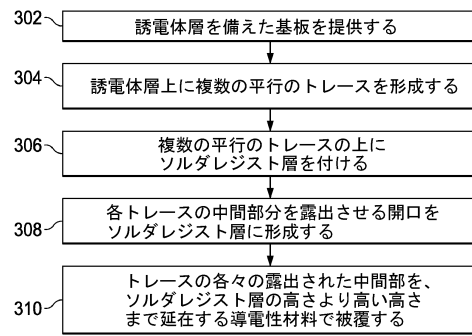 302
誘電体層を備えた基板を提供する
304
誘電体層上に複数の平行のトレースを形成する
306
複数の平行のトレースの上に
ソルダレジスト層を付ける
308
各トレースの中間部分を露出させる開口を
ソルダレジスト層に形成する
310
トレースの各々の露出された中間部を、
ソルダレジスト層の高さより高い高さ
まで延在する導電性材料で被覆する